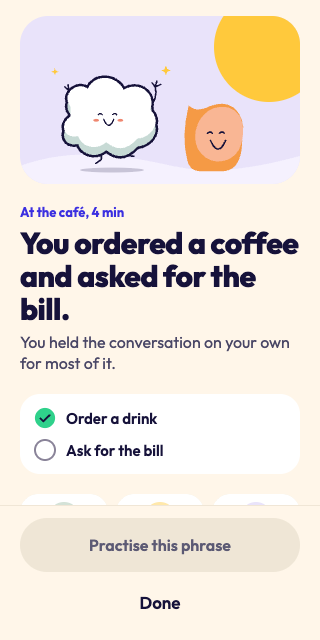 At the café, 4 min
You ordered a coffee
and asked for the
bill.
You held the conversation on your own
for most of it.
Order a drink
Ask for the bill
Practise this phrase
Done